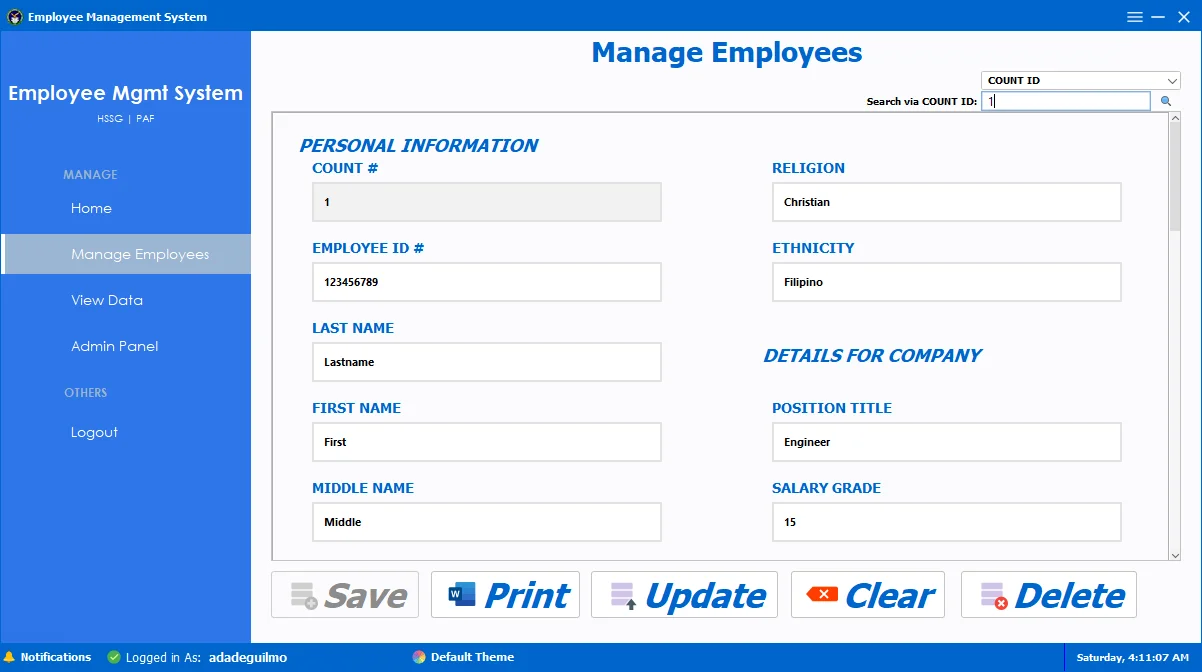 Employee Management System
Employee Mgmt System
HSSG | PAF
MANAGE
Home
Manage Employees
View Data
Admin Panel
OTHERS
Logout
Manage Employees
COUNT ID
Search via COUNT ID: 1
PERSONAL INFORMATION
COUNT #
1
EMPLOYEE ID #
123456789
LAST NAME
Lastname
FIRST NAME
First
MIDDLE NAME
Middle
RELIGION
Christian
ETHNICITY
Filipino
DETAILS FOR COMPANY
POSITION TITLE
Engineer
SALARY GRADE
15
Save
W Print
Update
Clear
Delete
Notifications
Logged in As: adadeguilmo
Default Theme
Saturday, 4:11:07 AM